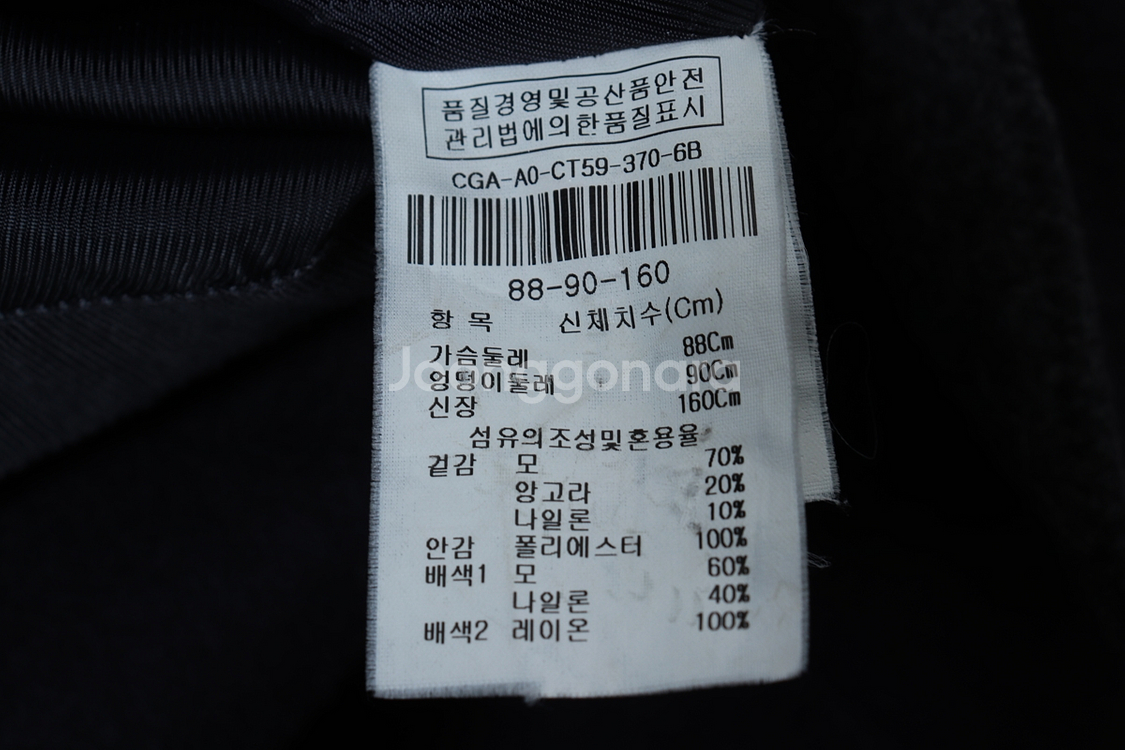 품질경영및공산품안전
관리법에의한품질표시
CGA-A0-CT59-370-6B
88-90-160
항 목 신체치수(Cm)
가슴둘레 88Cm
엉덩이둘레 90Cm
신장 160Cm
섬유의조성및혼용율
겉감 모 70%
앙고라 20%
나일론 10%
안감 폴리에스터 100%
배색1 모 60%
나일론 40%
배색2 레이온 100%
Joonggonara